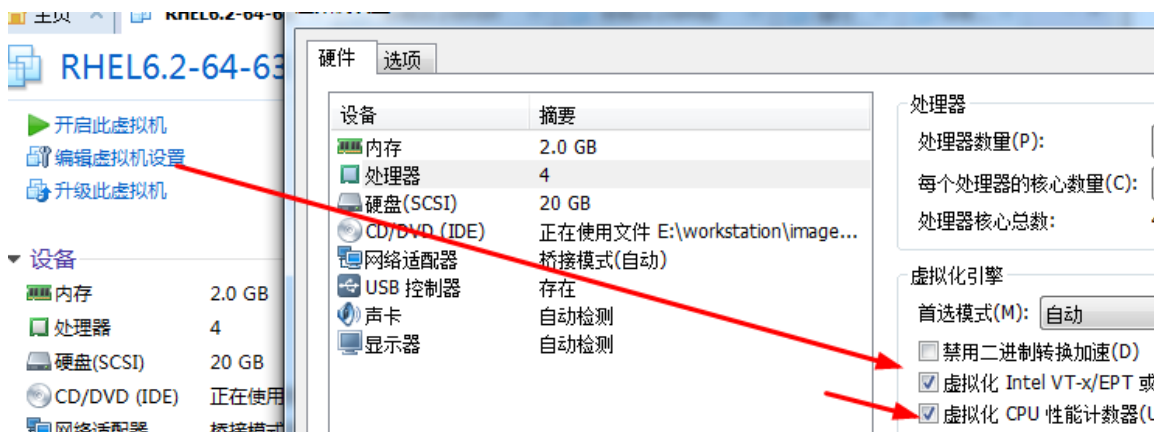 主页
RHEL6.2-64-6
RHEL6.2-64-63
开启此虚拟机
编辑虚拟机设置
升级此虚拟机
设备
内存 2.0 GB
处理器 4
硬盘(SCSI) 20 GB
CD/DVD (IDE) 正在使用
网络适配器 桥接模式
硬件 选项
设备 摘要
内存 2.0 GB
处理器 4
硬盘(SCSI) 20 GB
CD/DVD (IDE) 正在使用文件 E:\workstation\image...
网络适配器 桥接模式(自动)
USB 控制器 存在
声卡 自动检测
显示器 自动检测
处理器
处理器数量(P):
每个处理器的核心数量(C):
处理器核心总数:
虚拟化引擎
首选模式(M): 自动
禁用二进制转换加速(D)
虚拟化 Intel VT-x/EPT 或
虚拟化 CPU 性能计数器(U